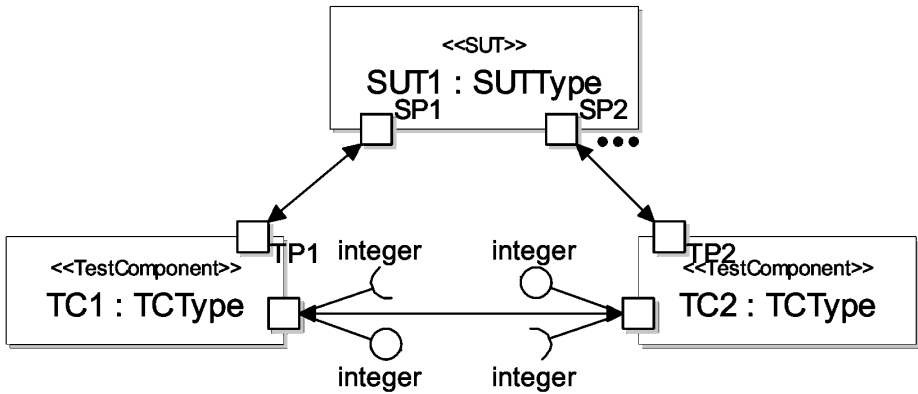 <<SUT>>
SUT1 : SUTType
SP1
SP2
TP1
integer
integer
TP2
<<TestComponent>>
TC1 : TCType
<<TestComponent>>
TC2 : TCType
integer
integer